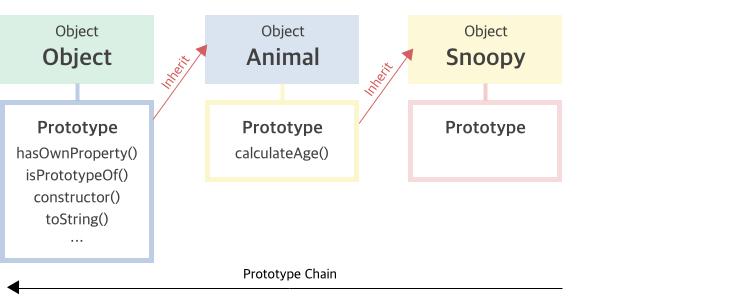 Object
Object
Prototype
hasOwnProperty()
isPrototypeOf()
constructor()
toString()
...
Inherit
Object
Animal
Prototype
calculateAge()
Inherit
Object
Snoopy
Prototype
Prototype Chain